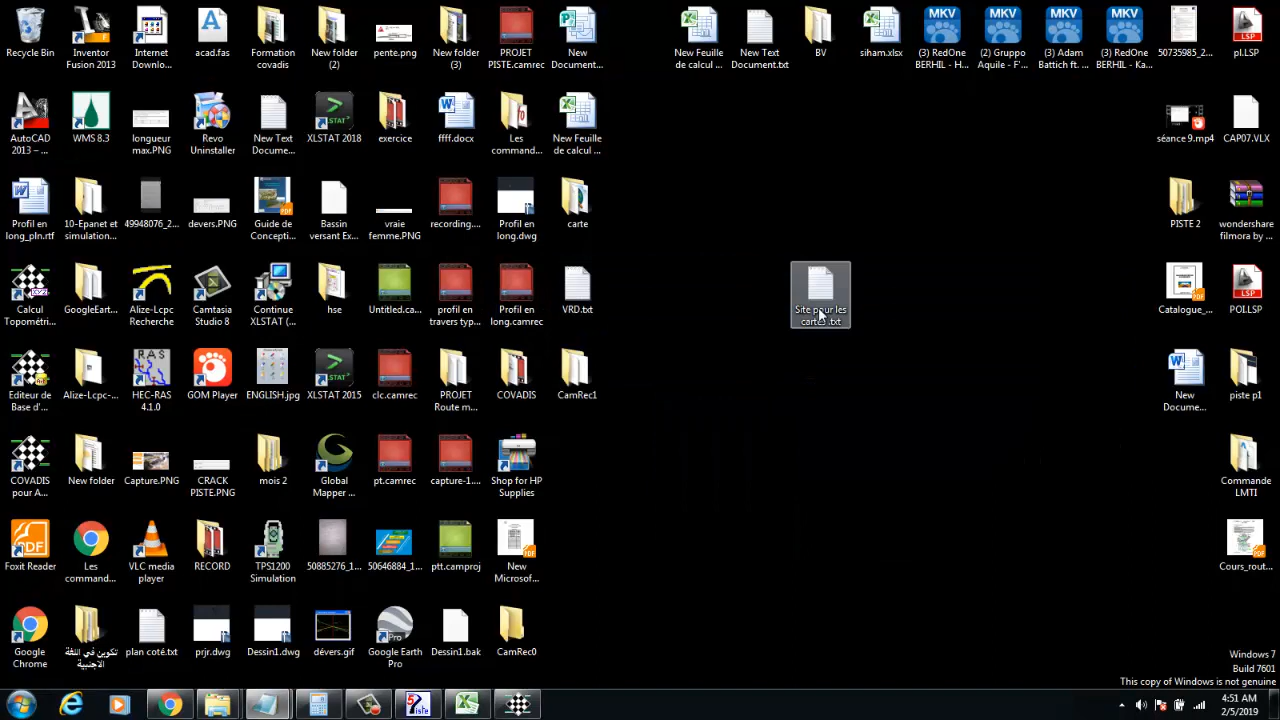 Recycle Bin
Inventor
Fusion 2013
Internet
Downlo...
acad.fas
Formation
covadis
New folder
(2)
pente.png
New folder
(3)
PROJET
PISTE.camrec
New
Document...
New Feuille
de calcul ...
New Text
Document.txt
BV
siham.xlsx
(3) RedOne
BERHIL - H...
(2) Gruppo
Aquile - F'...
(3) Adam
Battich ft. ...
(3) RedOne
BERHIL - Ka...
50735985_2...
pl.LSP
AutoCAD
2013 – ...
WMS 8.3
longueur
max.PNG
Revo
Uninstaller
New Text
Docume...
XLSTAT 2018
exercice
ffff.docx
Les
command...
New Feuille
de calcul ...
séance 9.mp4
CAP07.VLX
Profil en
long_pln.rtf
10-Epanet et
simulation...
49948076_2...
devers.PNG
Guide de
Concepti...
Bassin
versant Ex...
vraie
femme.PNG
recording....
Profil en
long.dwg
carte
PISTE 2
wondershare
filmora by ...
Calcul
Topométri...
GoogleEart...
Alize-Lcpc
Recherche
Camtasia
Studio 8
Continue
XLSTAT (...
hse
Untitled.ca...
profil en
travers typ...
Profil en
long.camrec
VRD.txt
Site pour les
cartes.txt
Catalogue_...
POI.LSP
Editeur de
Base d'...
Alize-Lcpc-...
HEC-RAS
4.1.0
GOM Player
ENGLISH.jpg
XLSTAT 2015
clc.camrec
PROJET
Route m...
COVADIS
CamRec1
New
Docume...
piste p1
COVADIS
pour A...
New folder
Capture.PNG
CRACK
PISTE.PNG
mois 2
Global
Mapper ...
pt.camrec
capture-1....
Shop for HP
Supplies
Commande
LMTI
Foxit Reader
Les
command...
VLC media
player
RECORD
TPS1200
Simulation
50885276_1...
50646884_1...
ptt.camproj
New
Microsof...
Cours_rout...
Google
Chrome
تكوين في اللغة
الاجنبية
plan coté.txt
prjr.dwg
Dessin1.dwg
dévers.gif
Google Earth
Pro
Dessin1.bak
CamRec0
Windows 7
Build 7601
This copy of Windows is not genuine
4:51 AM
2/5/2019